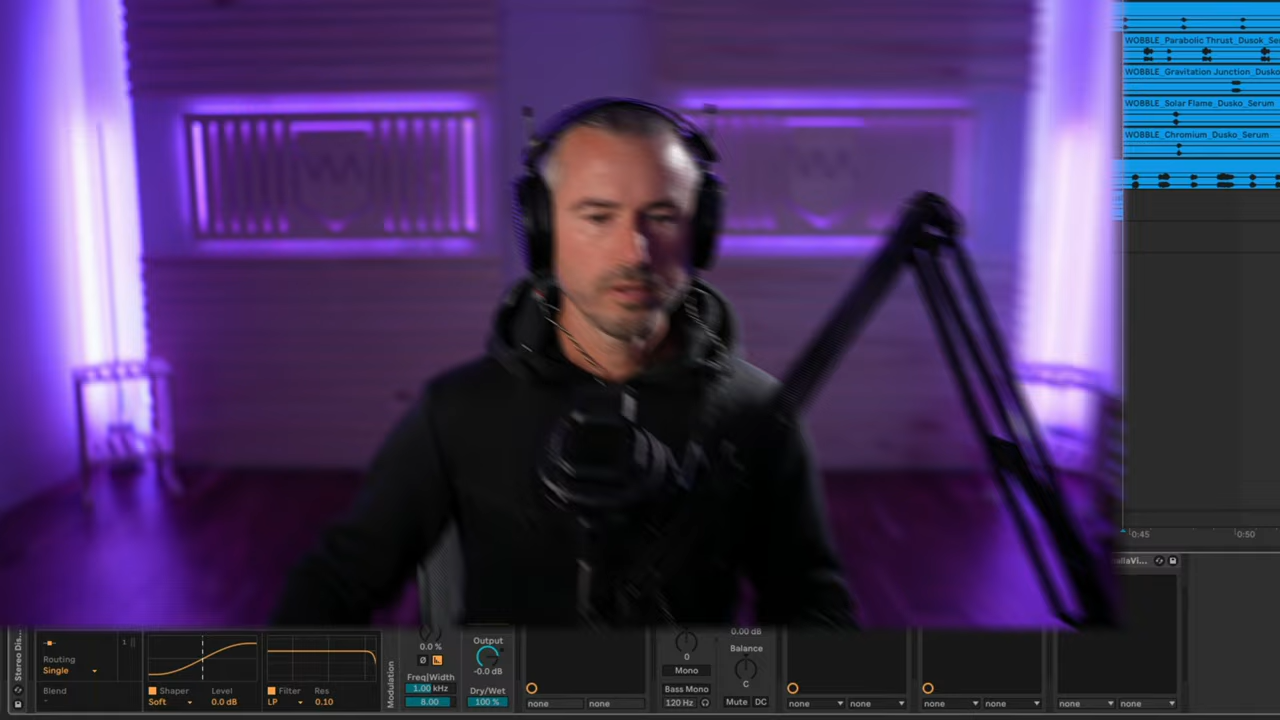 WOBBLE_Parabolic Thrust_Dusok_Se
WOBBLE_Gravitation Junction_Dusko
WOBBLE_Solar Flame_Dusko_Serum
WOBBLE_Chromium_Dusko_Serum
0:45
0:50
allaVi...
Stereo Dis...
Routing
Single
Blend
-
1
Shaper
Soft
Level
0.0 dB
Filter
LP
Res
0.10
Modulation
0.0 %
Ø
Freq|Width
1.00 kHz
8.00
Output
-0.0 dB
Dry/Wet
100 %
none
none
0
Mono
Bass Mono
120 Hz
0.00 dB
Balance
C
Mute
DC
none
none
none
none
none
none